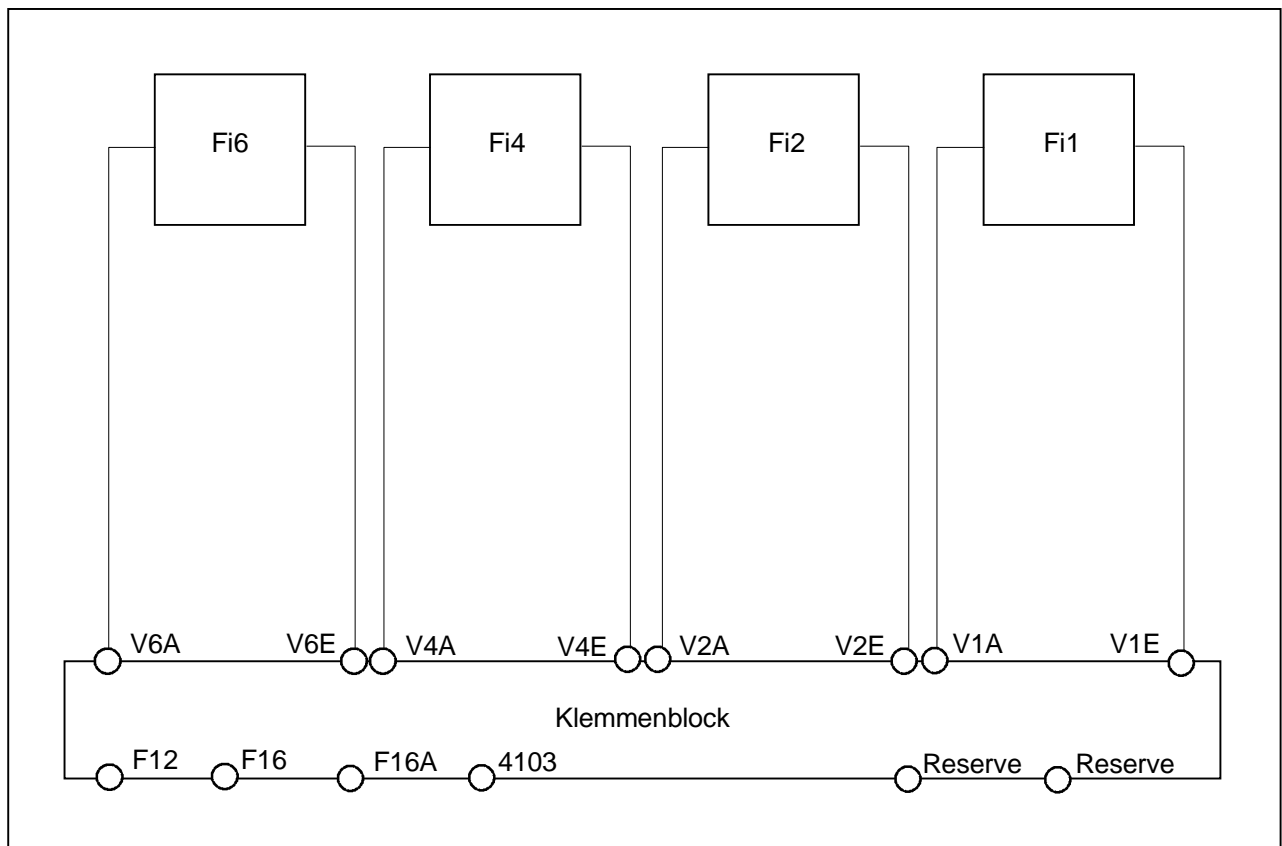 Fi6 Fi4 Fi2 Fi1
V6A V6E V4A V4E V2A V2E V1A V1E
Klemmenblock
F12 F16 F16A 4103 Reserve Reserve